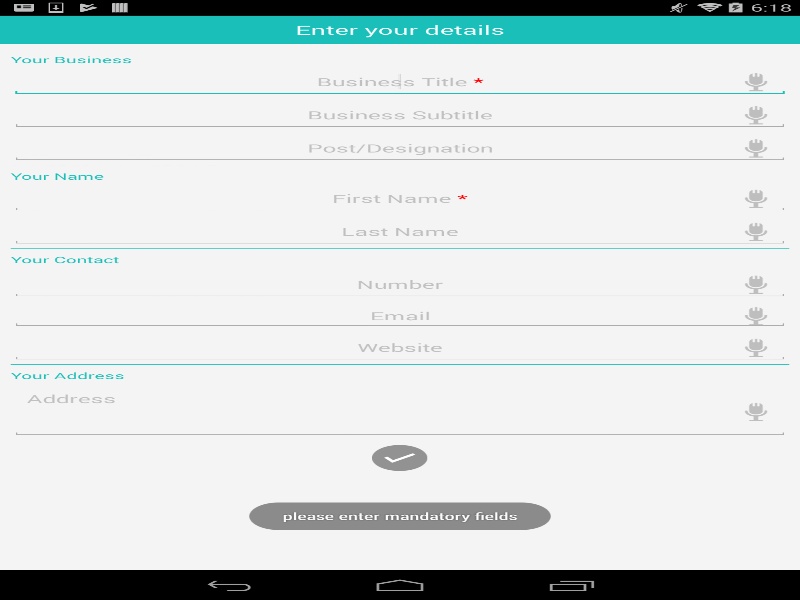 6:18
Enter your details
Your Business
Business Title *
Business Subtitle
Post/Designation
Your Name
First Name *
Last Name
Your Contact
Number
Email
Website
Your Address
Address
please enter mandatory fields